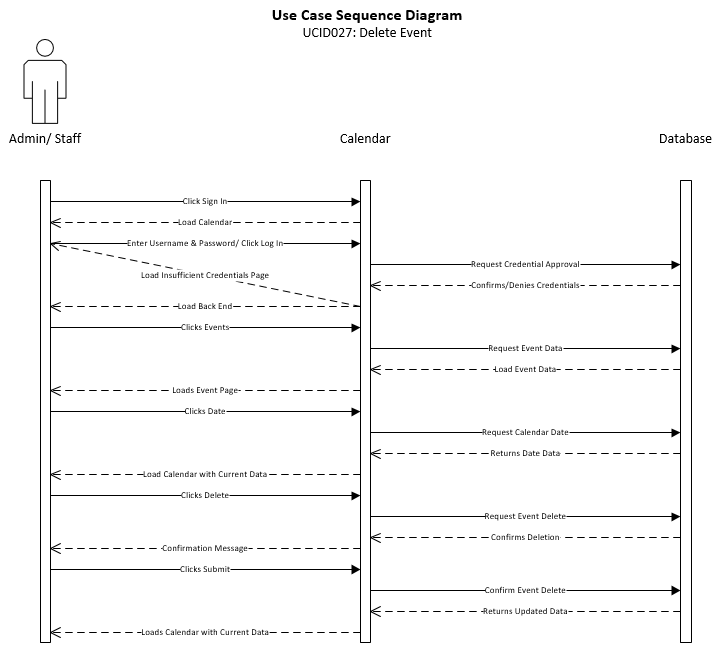 Use Case Sequence Diagram
UCID027: Delete Event
Admin/ Staff
Calendar
Database
Click Sign In
Load Calendar
Enter Username & Password/ Click Log In
Request Credential Approval
Load Insufficient Credentials Page
Confirms/Denies Credentials
Load Back End
Clicks Events
Request Event Data
Load Event Data
Loads Event Page
Clicks Date
Request Calendar Date
Returns Date Data
Load Calendar with Current Data
Clicks Delete
Request Event Delete
Confirms Deletion
Confirmation Message
Clicks Submit
Confirm Event Delete
Returns Updated Data
Loads Calendar with Current Data